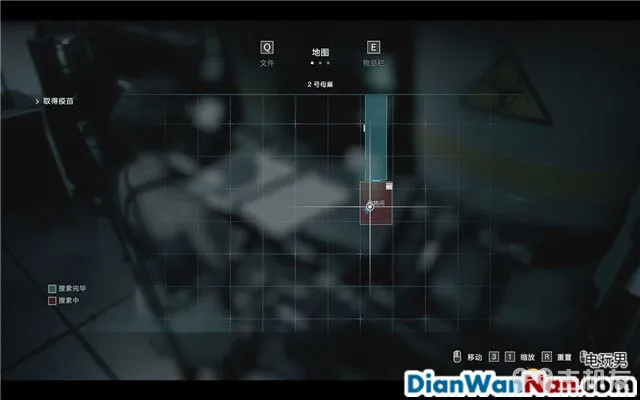 Q
地图
E
文件
物品栏
2 号母巢
取得疫苗
搜索完毕
搜索中
移动 3 1 缩放 R 重置
电玩男
DianWanNan.com